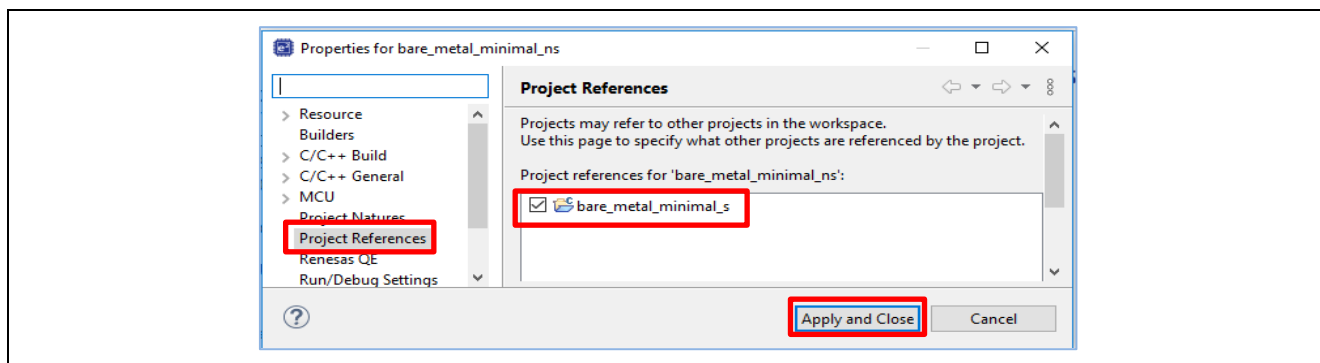 Properties for bare_metal_minimal_ns
Project References
Resource
Builders
C/C++ Build
C/C++ General
MCU
Project Natures
Project References
Renesas QE
Run/Debug Settings
Projects may refer to other projects in the workspace.
Use this page to specify what other projects are referenced by the project.
Project references for 'bare_metal_minimal_ns':
bare_metal_minimal_s
Apply and Close
Cancel